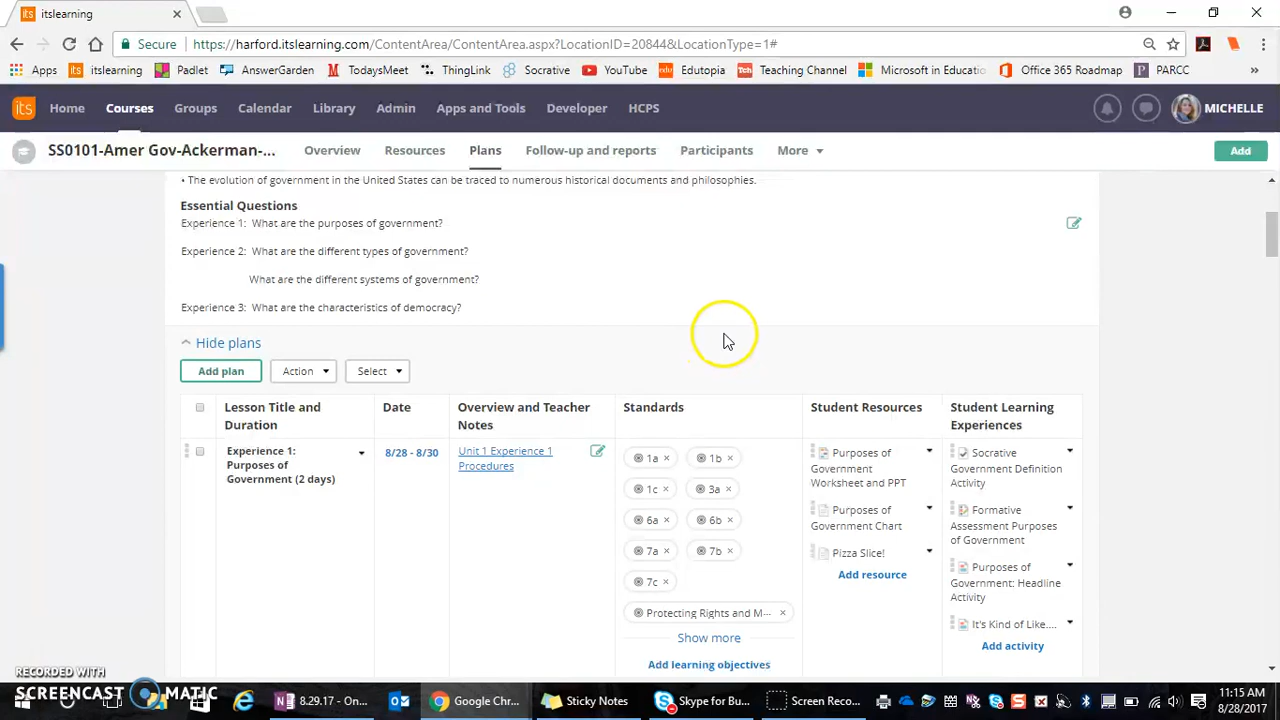 its itslearning
Secure https://harford.itslearning.com/ContentArea/ContentArea.aspx?LocationID=20844&LocationType=1#
Apps its itslearning Padlet AnswerGarden TodaysMeet ThingLink Socrative YouTube edu Edutopia Tch Teaching Channel Microsoft in Educatio Office 365 Roadmap P PARCC »
its Home Courses Groups Calendar Library Admin Apps and Tools Developer HCPS MICHELLE
SS0101-Amer Gov-Ackerman-... Overview Resources Plans Follow-up and reports Participants More Add
• The evolution of government in the United States can be traced to numerous historical documents and philosophies.
Essential Questions
Experience 1: What are the purposes of government?
Experience 2: What are the different types of government?
What are the different systems of government?
Experience 3: What are the characteristics of democracy?
Hide plans
Add plan Action Select
Lesson Title and Duration
Date
Overview and Teacher Notes
Standards
Student Resources
Student Learning Experiences
Experience 1:
Purposes of
Government (2 days)
8/28 - 8/30
Unit 1 Experience 1
Procedures
1a × 1b ×
1c × 3a ×
6a × 6b ×
7a × 7b ×
7c ×
Protecting Rights and M... ×
Show more
Add learning objectives
Purposes of
Government
Worksheet and PPT
Purposes of
Government Chart
Pizza Slice!
Add resource
Socrative
Government Definition
Activity
Formative
Assessment Purposes
of Government
Purposes of
Government: Headline
Activity
It's Kind of Like....
Add activity
RECORDED WITH
SCREENCAST MATIC
8.29.17 - On... Google Chr... Sticky Notes Skype for Bu... Screen Reco...
11:15 AM
8/28/2017